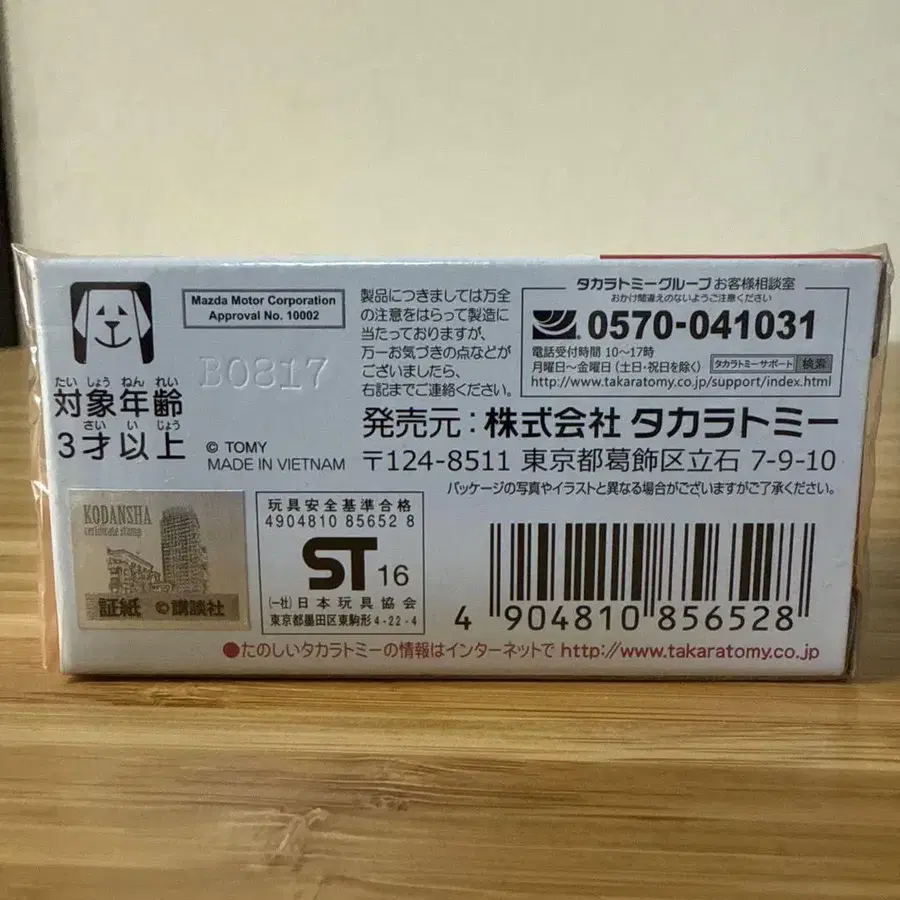 たい しょう ねん れい
対象年齢
さい い じょう
3才以上
Mazda Motor Corporation
Approval No. 10002
B0817
© TOMY
MADE IN VIETNAM
製品につきましては万全
の注意をはらって製造に
当たっておりますが、
万一お気づきの点などが
ございましたら、
右記までご連絡ください。
タカラトミーグループ お客様相談室
おかけ間違えのないようご注意ください
0570-041031
電話受付時間 10〜17時
月曜日〜金曜日 (土・日・祝日を除く)
タカラトミーサポート 検索
http://www.takaratomy.co.jp/support/index.html
発売元:株式会社 タカラトミー
〒124-8511 東京都葛飾区立石 7-9-10
パッケージの写真やイラストと異なる場合がございますがご了承ください。
KODANSHA
certificate stamp
証紙 ©講談社
玩具安全基準合格
4904810 85652 8
ST 16
(一社)日本玩具協会
東京都墨田区東駒形4-22-4
4 904810 856528
●たのしいタカラトミーの情報はインターネットで http://www.takaratomy.co.jp